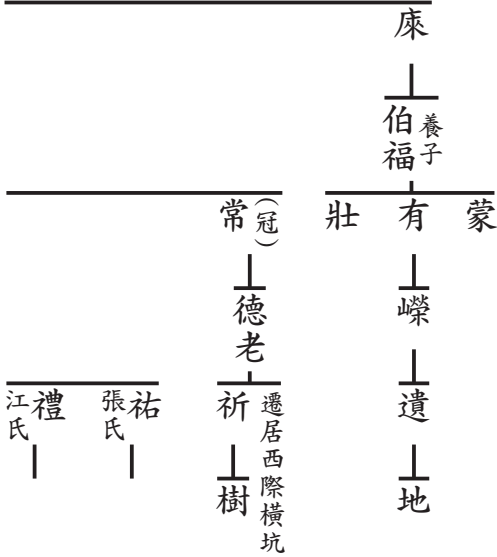 庲
伯福
養子
蒙
有
壯
常
(冠)
嶸
德老
遺
祈
遷居西際橫坑
祐
張氏
禮
江氏
地
樹